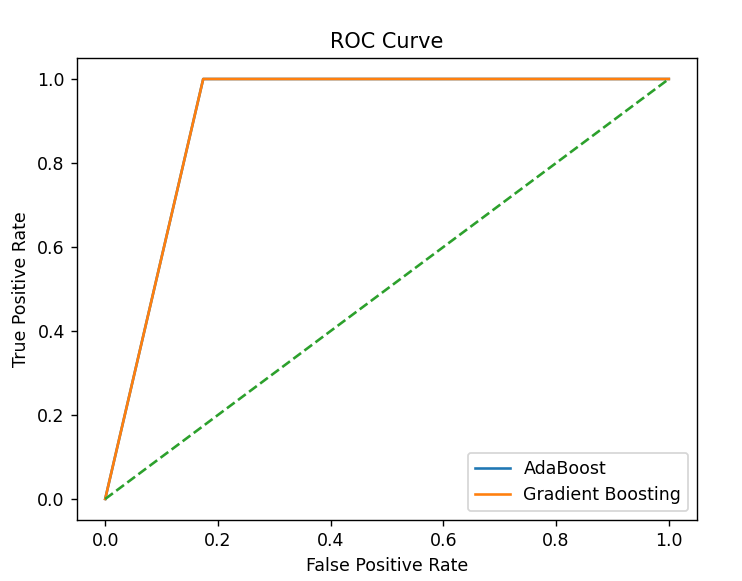 ROC Curve
True Positive Rate
1.0
0.8
0.6
0.4
0.2
0.0
AdaBoost
Gradient Boosting
0.0 0.2 0.4 0.6 0.8 1.0
False Positive Rate